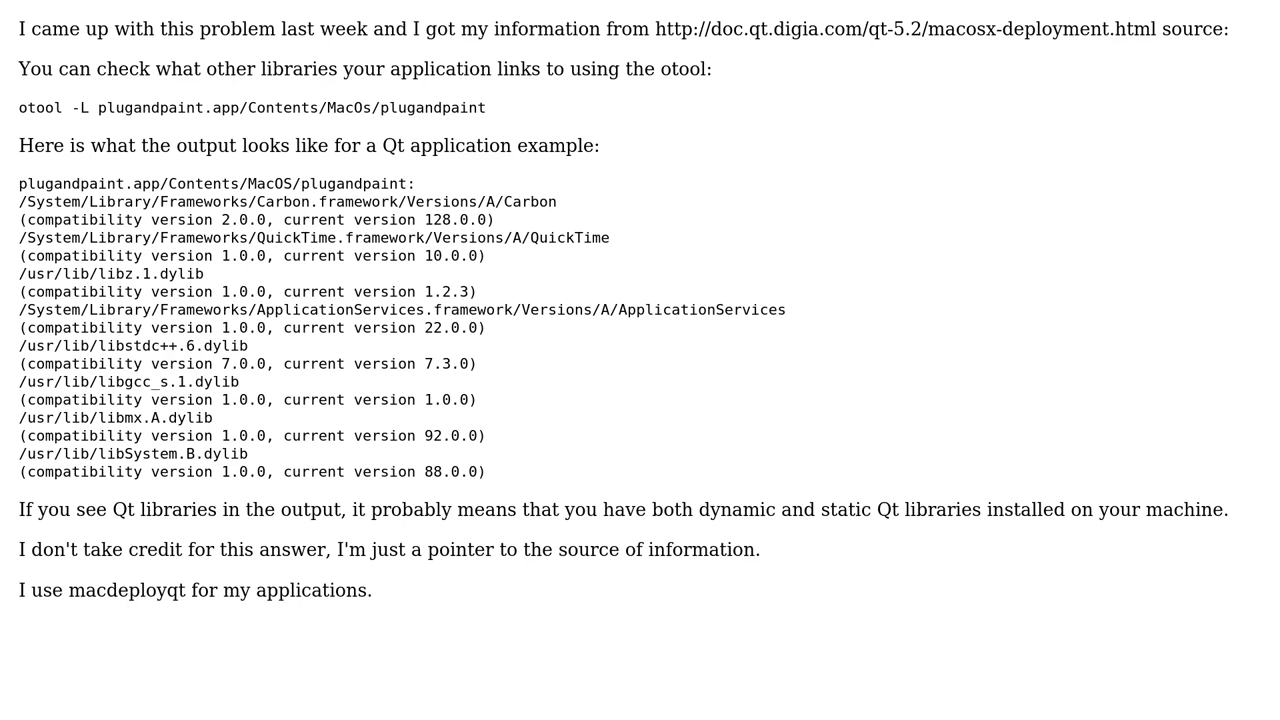 I came up with this problem last week and I got my information from http://doc.qt.digia.com/qt-5.2/macosx-deployment.html source:
You can check what other libraries your application links to using the otool:
otool -L plugandpaint.app/Contents/MacOs/plugandpaint
Here is what the output looks like for a Qt application example:
plugandpaint.app/Contents/MacOS/plugandpaint:
/System/Library/Frameworks/Carbon.framework/Versions/A/Carbon
(compatibility version 2.0.0, current version 128.0.0)
/System/Library/Frameworks/QuickTime.framework/Versions/A/QuickTime
(compatibility version 1.0.0, current version 10.0.0)
/usr/lib/libz.1.dylib
(compatibility version 1.0.0, current version 1.2.3)
/System/Library/Frameworks/ApplicationServices.framework/Versions/A/ApplicationServices
(compatibility version 1.0.0, current version 22.0.0)
/usr/lib/libstdc++.6.dylib
(compatibility version 7.0.0, current version 7.3.0)
/usr/lib/libgcc_s.1.dylib
(compatibility version 1.0.0, current version 1.0.0)
/usr/lib/libmx.A.dylib
(compatibility version 1.0.0, current version 92.0.0)
/usr/lib/libSystem.B.dylib
(compatibility version 1.0.0, current version 88.0.0)
If you see Qt libraries in the output, it probably means that you have both dynamic and static Qt libraries installed on your machine.
I don't take credit for this answer, I'm just a pointer to the source of information.
I use macdeployqt for my applications.